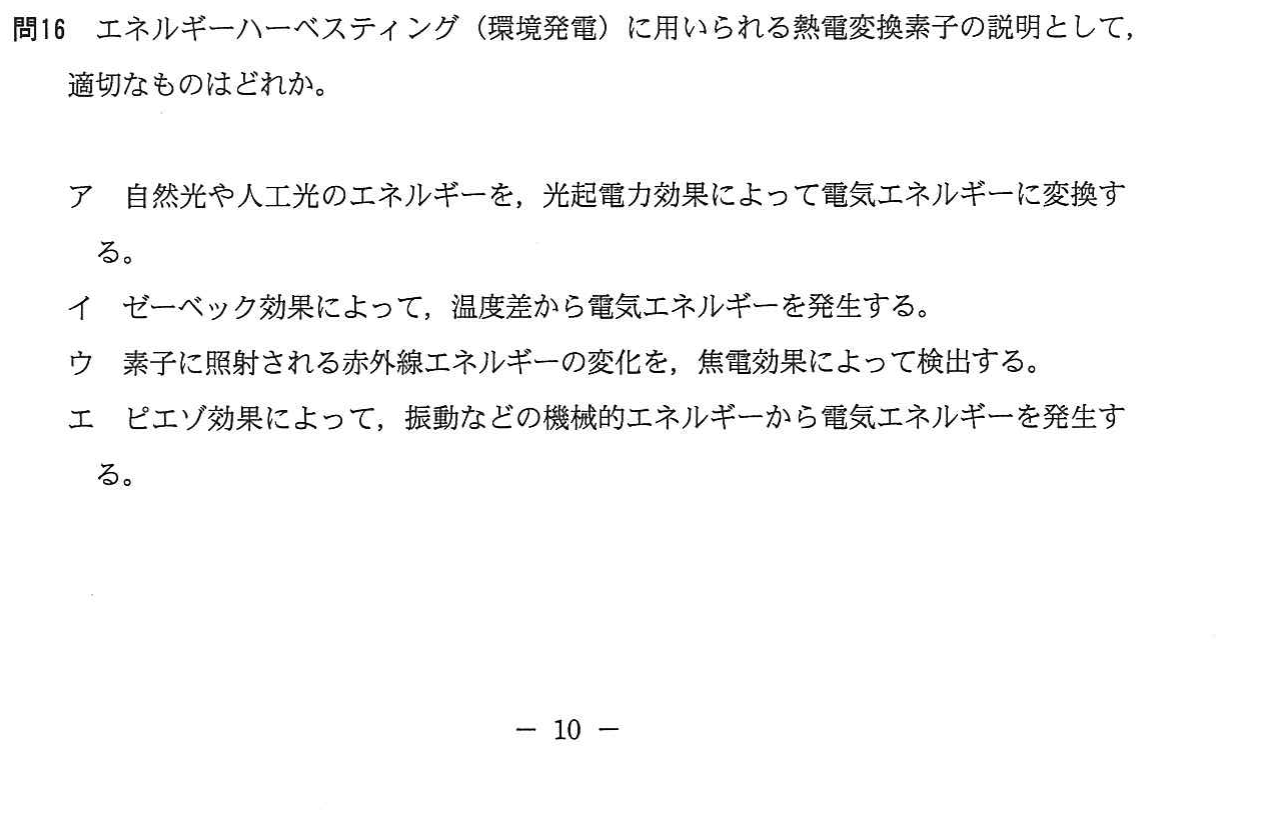 問16　エネルギーハーベスティング（環境発電）に用いられる熱電変換素子の説明として，
適切なものはどれか。
ア　自然光や人工光のエネルギーを，光起電力効果によって電気エネルギーに変換す
る。
イ　ゼーベック効果によって，温度差から電気エネルギーを発生する。
ウ　素子に照射される赤外線エネルギーの変化を，焦電効果によって検出する。
エ　ピエゾ効果によって，振動などの機械的エネルギーから電気エネルギーを発生す
る。
－ 10 －